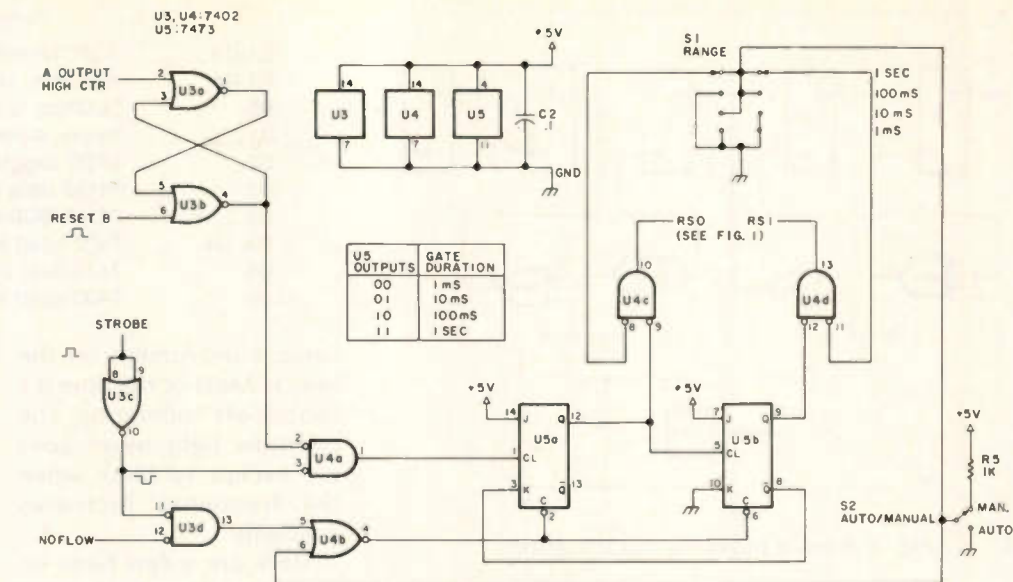 U3, U4:7402
U5:7473
A OUTPUT
HIGH CTR
2
3
U3a
1
5
6
U3b
4
RESET B
+5V
14
U3
7
14
U4
7
4
U5
11
C2
.1
GND
S1
RANGE
1 SEC
100mS
10 mS
1mS
RS0 RS1
(SEE FIG. 1)
10
U4c
8 9
13
U4d
12 11
U5
OUTPUTS
GATE
DURATION
00 1mS
01 10mS
10 100mS
11 1SEC
STROBE
8 9
U3c
10
2
3
U4a
1
11
12
U3d
13
NOFLOW
5
6
U4b
4
+5V
14 J Q 12
U5a
1 CL
3 K Q 13
C
2
+5V
7 J Q 9
U5b
5 CL
10 K Q 8
C
6
+5V
R5
1K
S2
AUTO/MANUAL
MAN.
AUTO